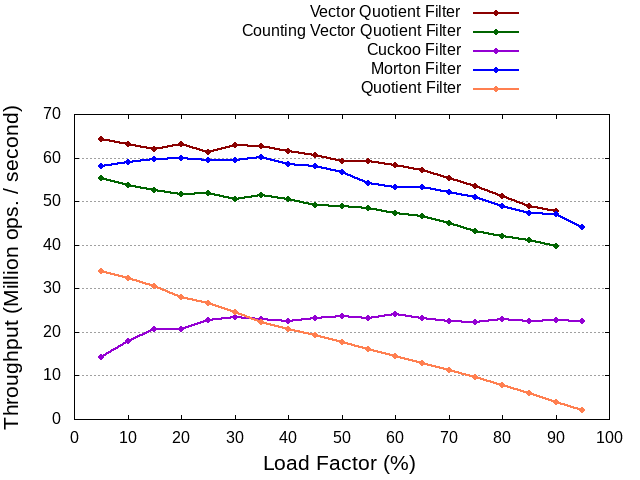 Vector Quotient Filter
Counting Vector Quotient Filter
Cuckoo Filter
Morton Filter
Quotient Filter
70
60
50
40
30
20
10
0
Throughput (Million ops. / second)
0 10 20 30 40 50 60 70 80 90 100
Load Factor (%)